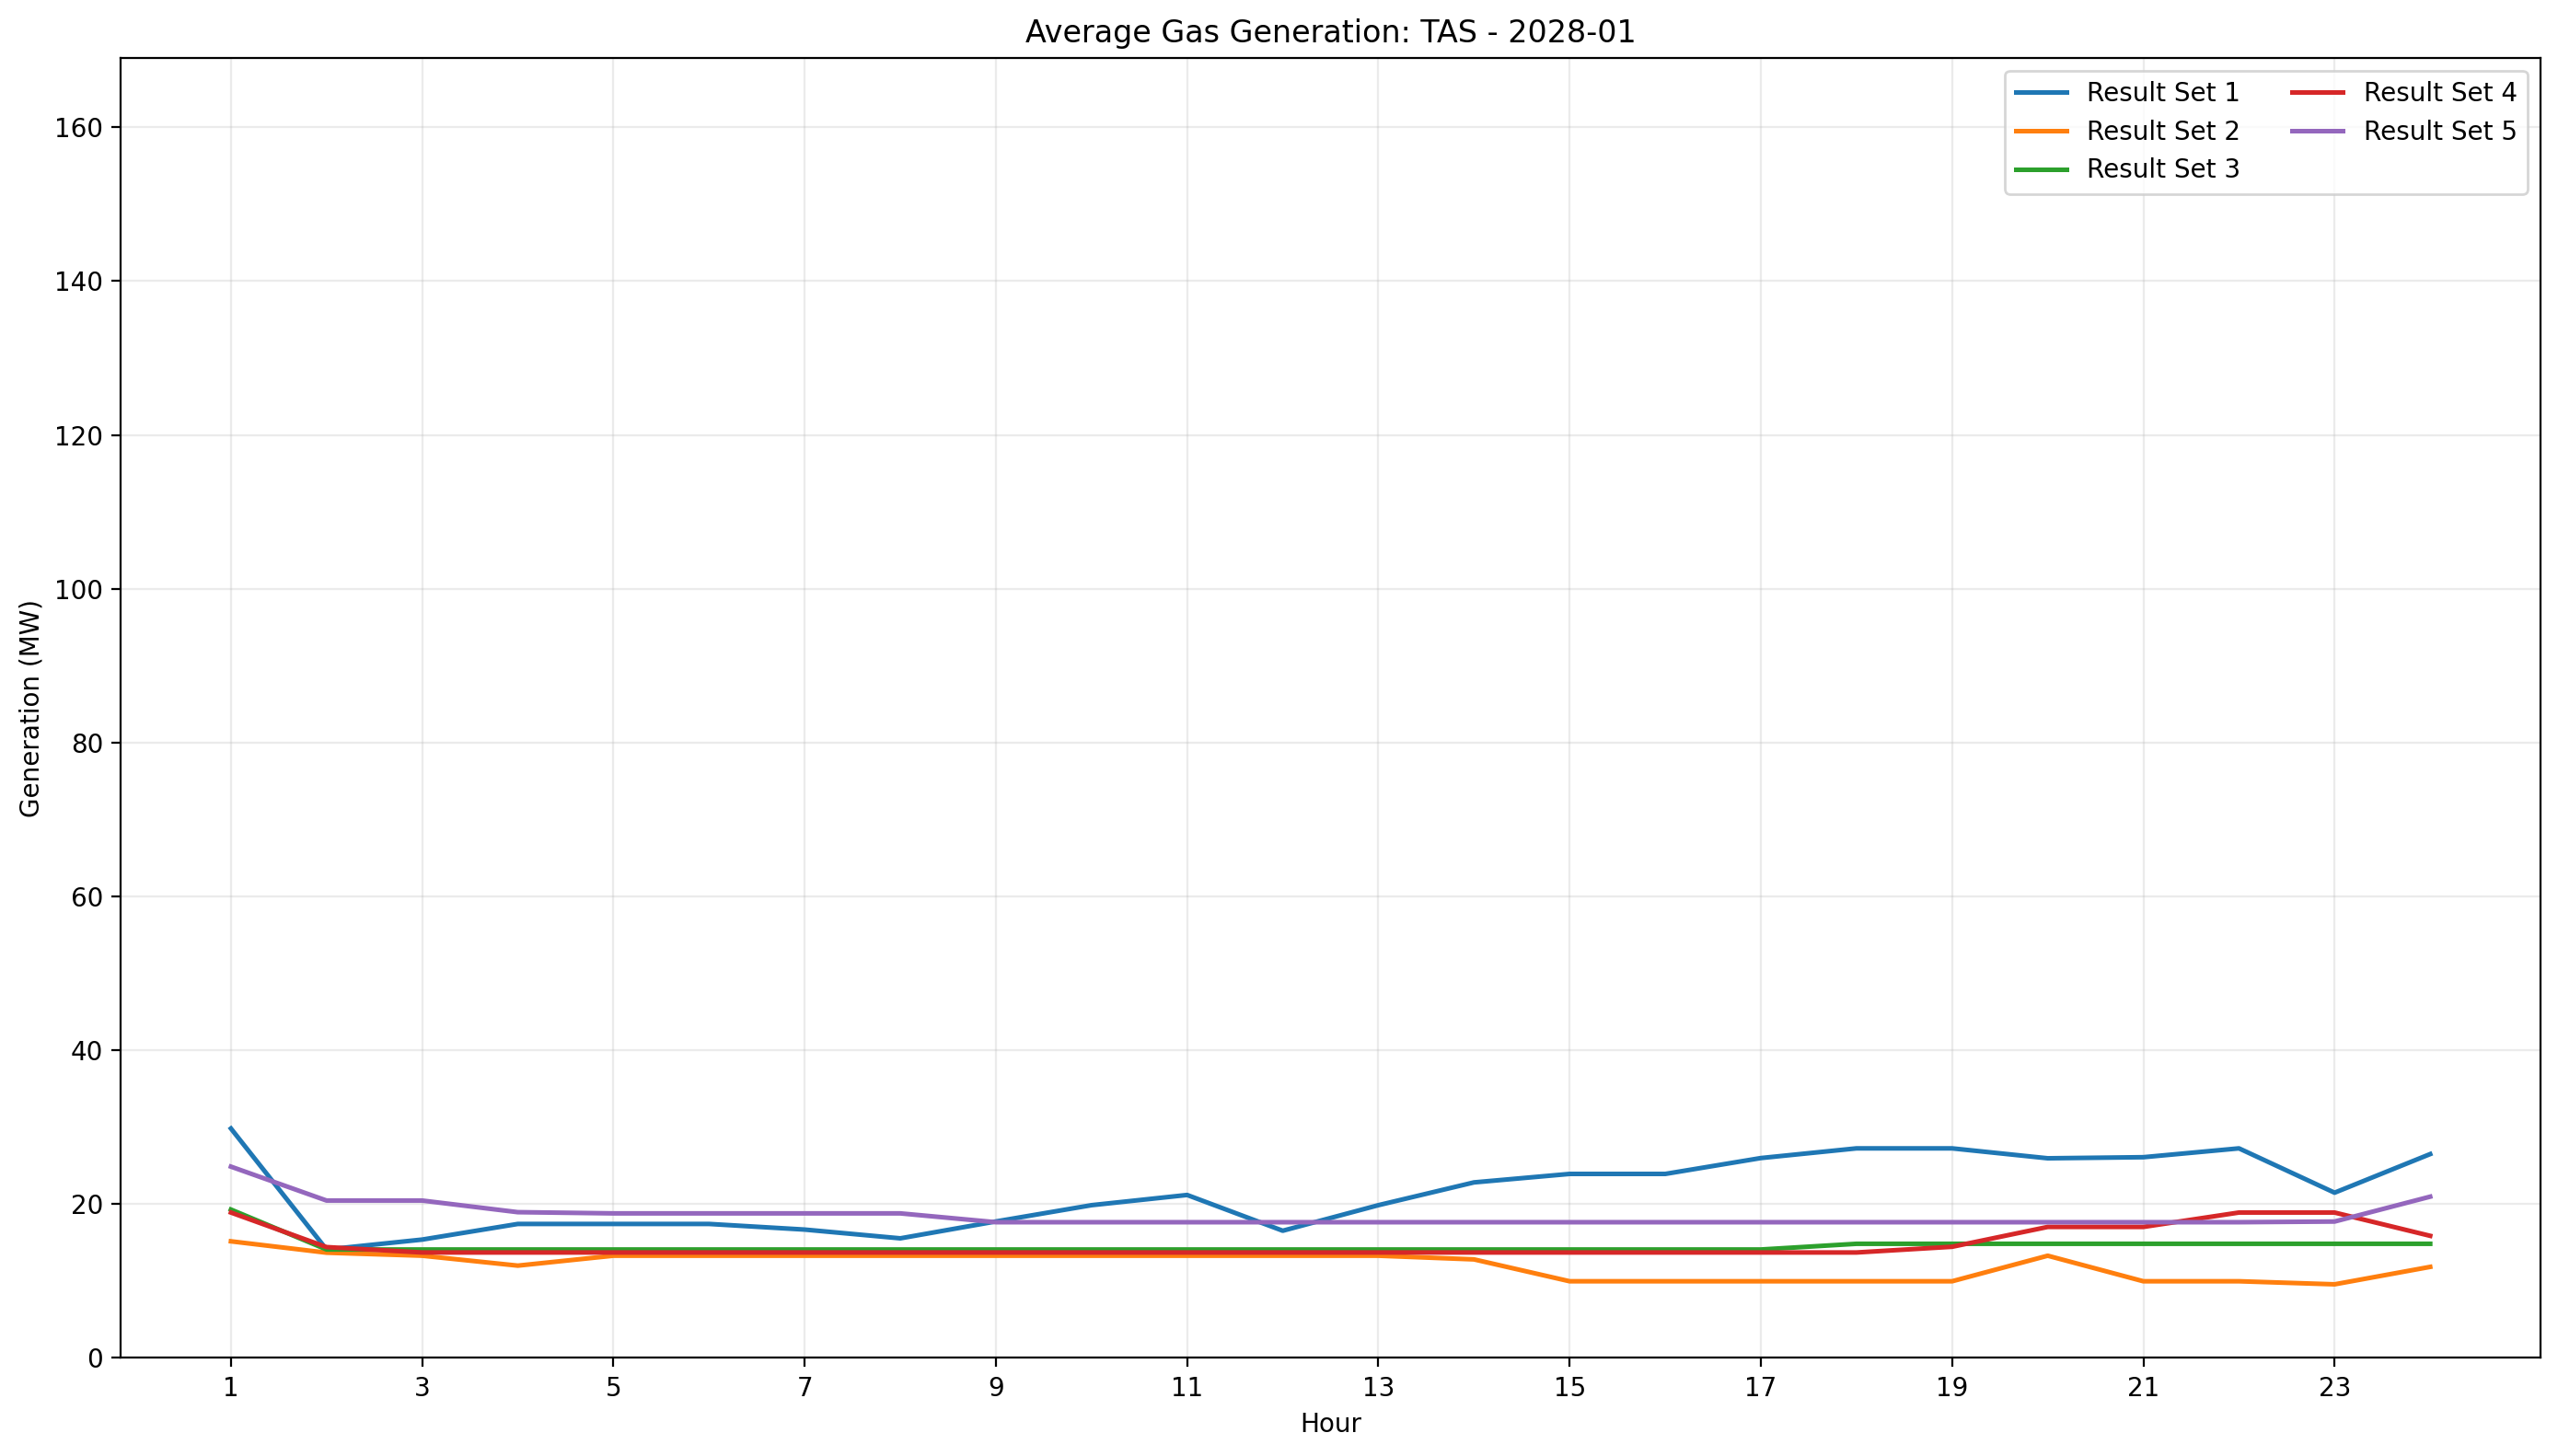 Average Gas Generation: TAS - 2028-01
Result Set 1
Result Set 2
Result Set 3
Result Set 4
Result Set 5
Generation (MW)
160
140
120
100
80
60
40
20
0
1 3 5 7 9 11 13 15 17 19 21 23
Hour